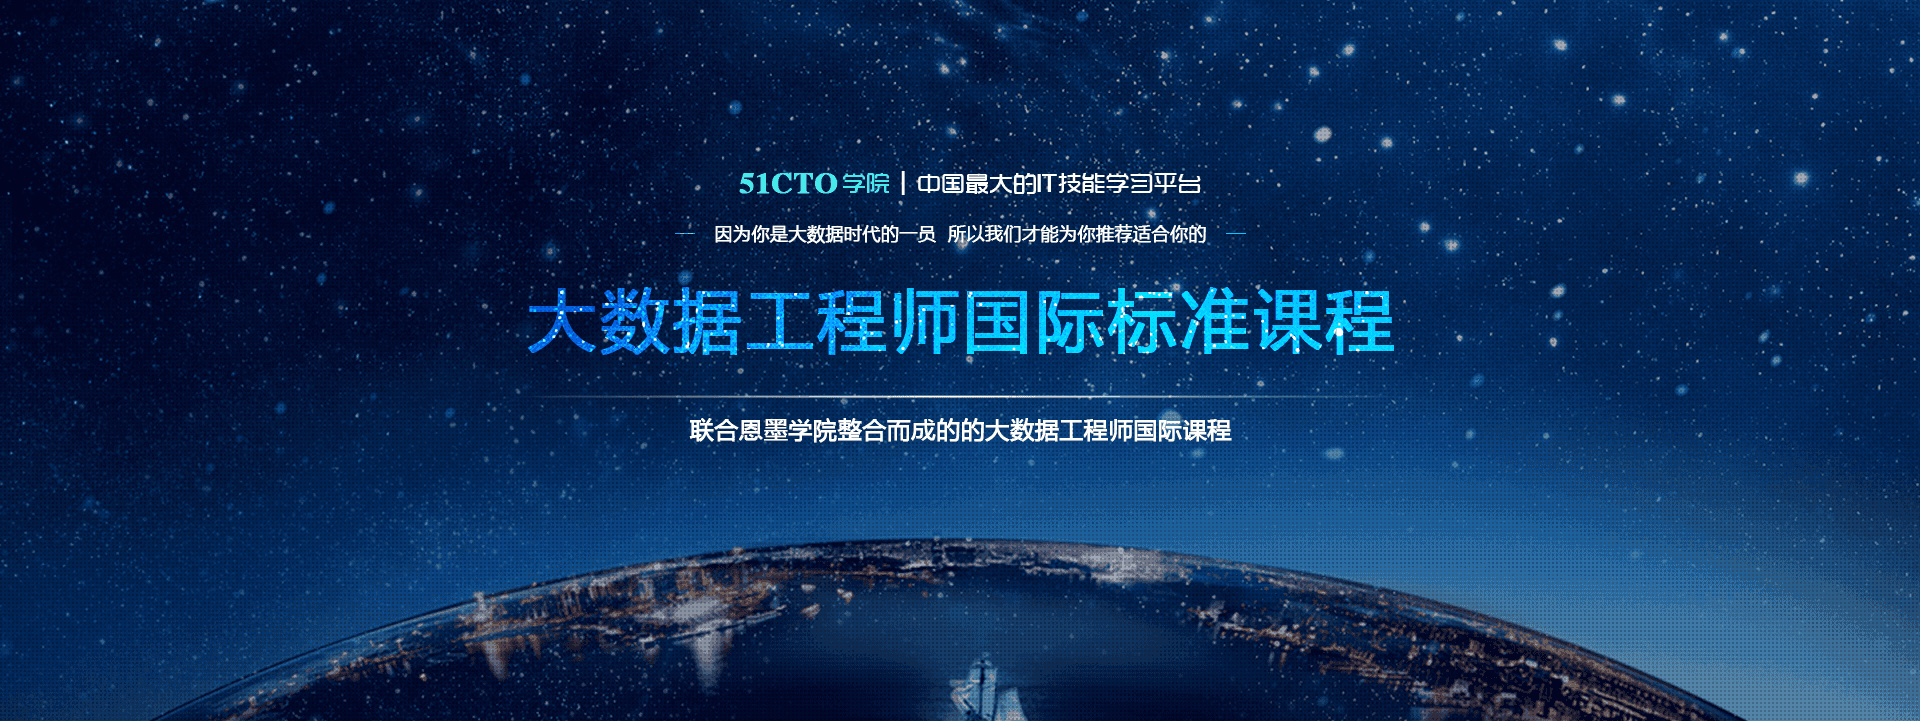 51CTO学院 | 中国最大的IT技能学习平台
因为你是大数据时代的一员 所以我们才能为你推荐适合你的
大数据工程师国际标准课程
联合恩墨学院整合而成的的大数据工程师国际课程